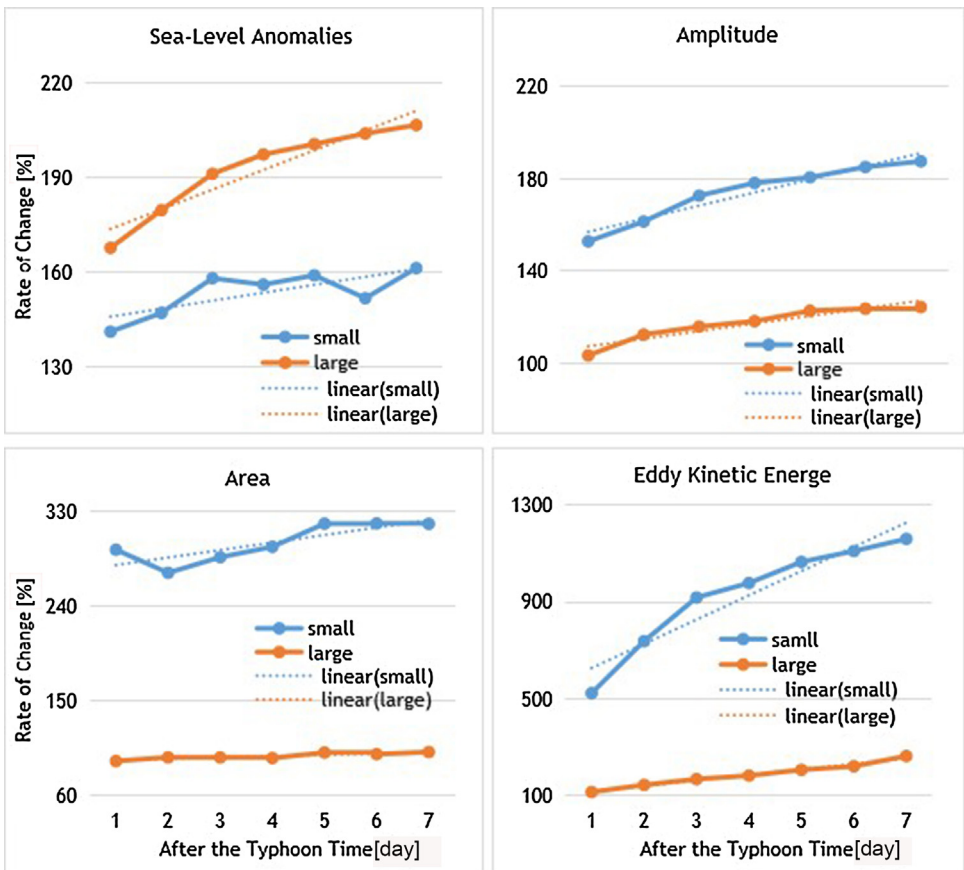 Sea-Level Anomalies
220
190
160
130
Rate of Change [%]
small
large
linear(small)
linear(large)
Amplitude
220
180
140
100
small
large
linear(small)
linear(large)
Area
330
240
150
60
Rate of Change [%]
small
large
linear(small)
linear(large)
1 2 3 4 5 6 7
After the Typhoon Time[day]
Eddy Kinetic Energe
1300
900
500
100
samll
large
linear(small)
linear(large)
1 2 3 4 5 6 7
After the Typhoon Time[day]